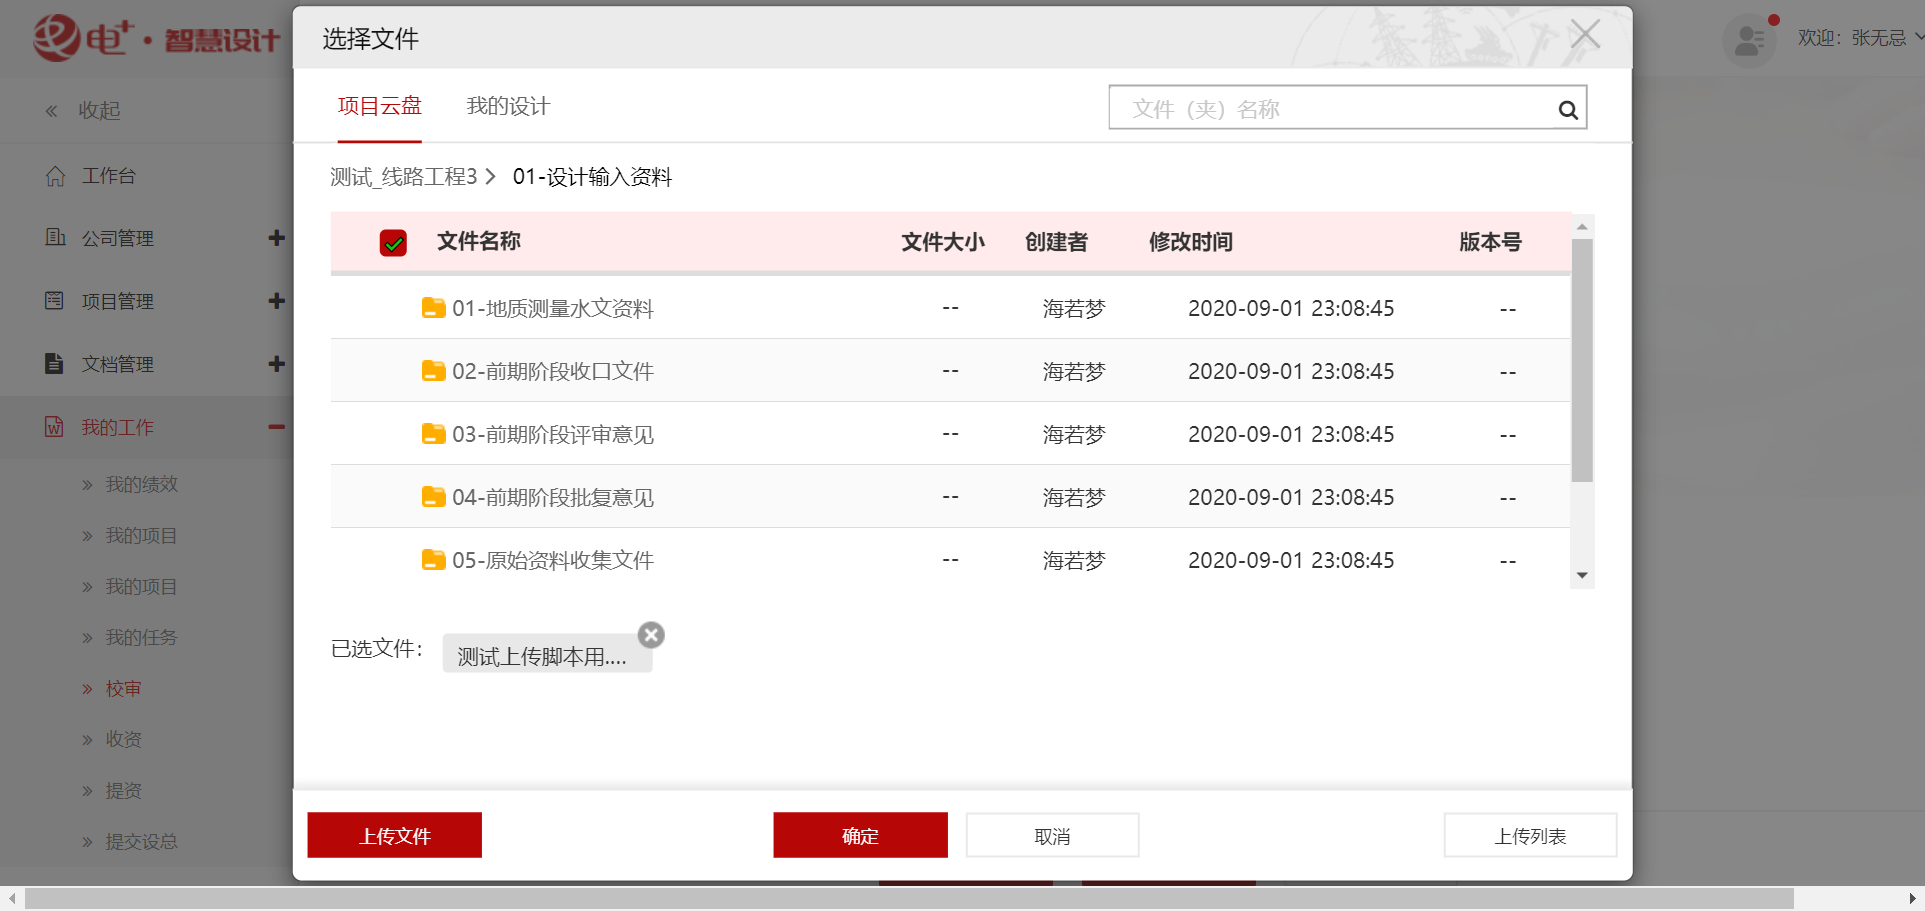 电+·智慧设计
选择文件
欢迎：张无忌
« 收起
项目云盘
我的设计
文件（夹）名称
测试_线路工程3 > 01-设计输入资料
工作台
公司管理
项目管理
文档管理
我的工作
» 我的绩效
» 我的项目
» 我的项目
» 我的任务
» 校审
» 收资
» 提资
» 提交设总
文件名称 文件大小 创建者 修改时间 版本号
01-地质测量水文资料 -- 海若梦 2020-09-01 23:08:45 --
02-前期阶段收口文件 -- 海若梦 2020-09-01 23:08:45 --
03-前期阶段评审意见 -- 海若梦 2020-09-01 23:08:45 --
04-前期阶段批复意见 -- 海若梦 2020-09-01 23:08:45 --
05-原始资料收集文件 -- 海若梦 2020-09-01 23:08:45 --
已选文件：
测试上传脚本用....
上传文件
确定
取消
上传列表